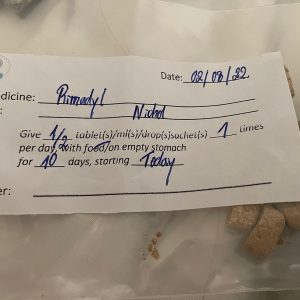 Date: 02/08/22
dicine: Rimadyl
: Nichol
Give 1/2 tablet(s)/ml(s)/drop(s)sachet(s) 1 times
per day, with food/on empty stomach
for 10 days, starting Today
er: